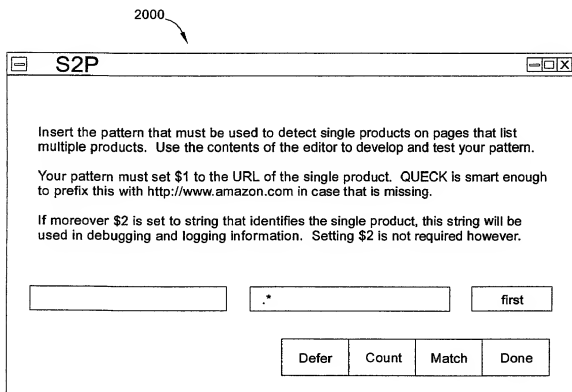 2000
S2P
Insert the pattern that must be used to detect single products on pages that list
multiple products. Use the contents of the editor to develop and test your pattern.
Your pattern must set $1 to the URL of the single product. QUECK is smart enough
to prefix this with http://www.amazon.com in case that is missing.
If moreover $2 is set to string that identifies the single product, this string will be
used in debugging and logging information. Setting $2 is not required however.
.*
first
Defer Count Match Done